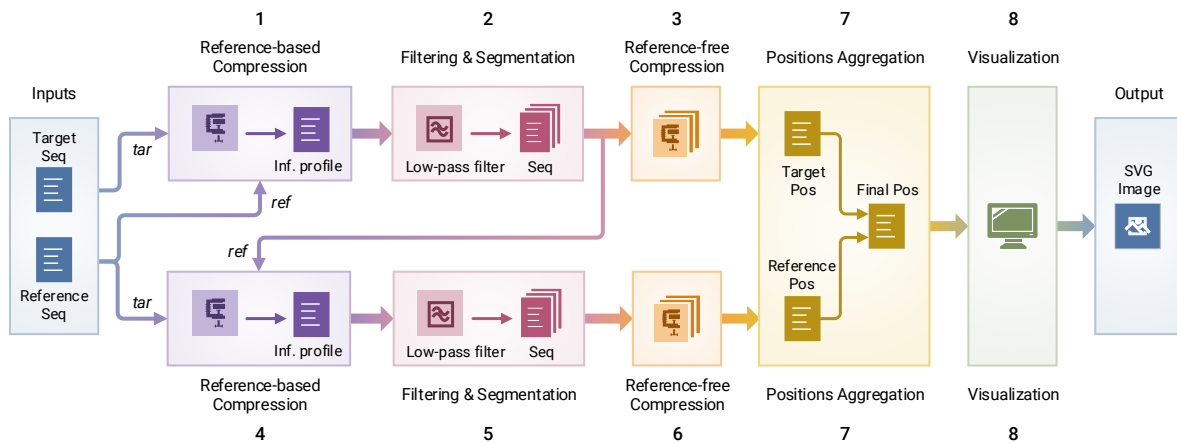 1
2
3
7
8
Reference-based
Compression
Filtering & Segmentation
Reference-free
Compression
Positions Aggregation
Visualization
Inputs
Output
Target
Seq
tar
Inf. profile
Low-pass filter
Seq
Target
Pos
Final Pos
SVG
Image
ref
ref
Reference
Seq
tar
Inf. profile
Low-pass filter
Seq
Reference
Pos
Reference-based
Compression
Filtering & Segmentation
Reference-free
Compression
Positions Aggregation
Visualization
4
5
6
7
8